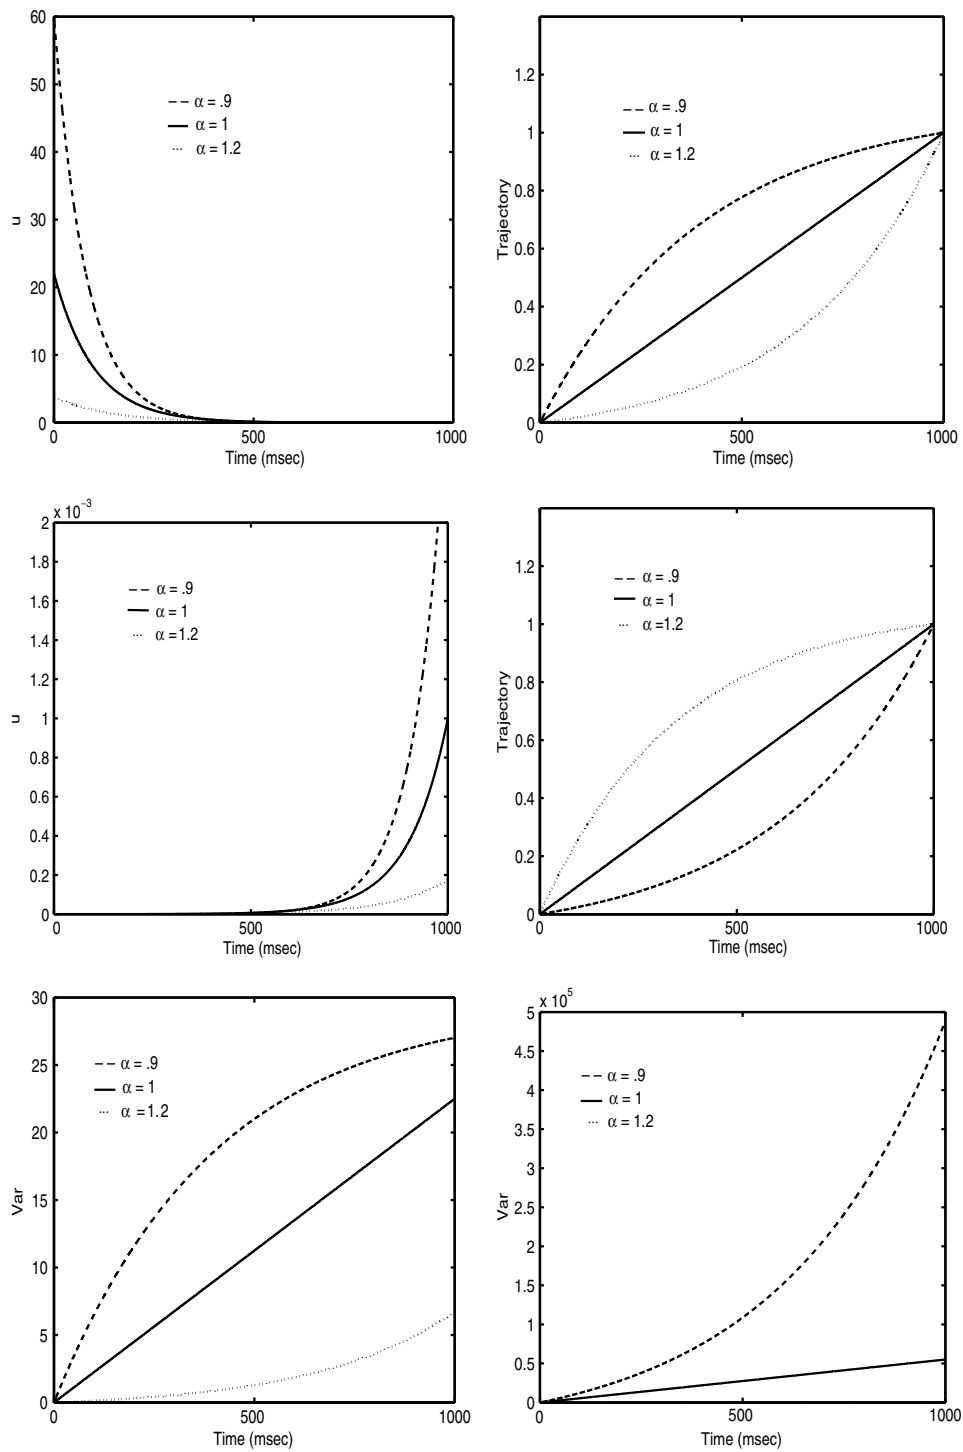 60
50
40
30
20
10
0
u
α = .9
α = 1
α = 1.2
0
500
1000
Time (msec)
1.2
1
0.8
0.6
0.4
0.2
0
Trajectory
α = .9
α = 1
α = 1.2
0
500
1000
Time (msec)
x 10⁻³
2
1.8
1.6
1.4
1.2
1
0.8
0.6
0.4
0.2
0
u
α = .9
α = 1
α = 1.2
0
500
1000
Time (msec)
1.2
1
0.8
0.6
0.4
0.2
0
Trajectory
α = .9
α = 1
α =1.2
0
500
1000
Time (msec)
30
25
20
15
10
5
0
Var
α = .9
α = 1
α =1.2
0
500
1000
Time (msec)
x 10⁵
5
4.5
4
3.5
3
2.5
2
1.5
1
0.5
0
Var
α = .9
α = 1
α = 1.2
0
500
1000
Time (msec)